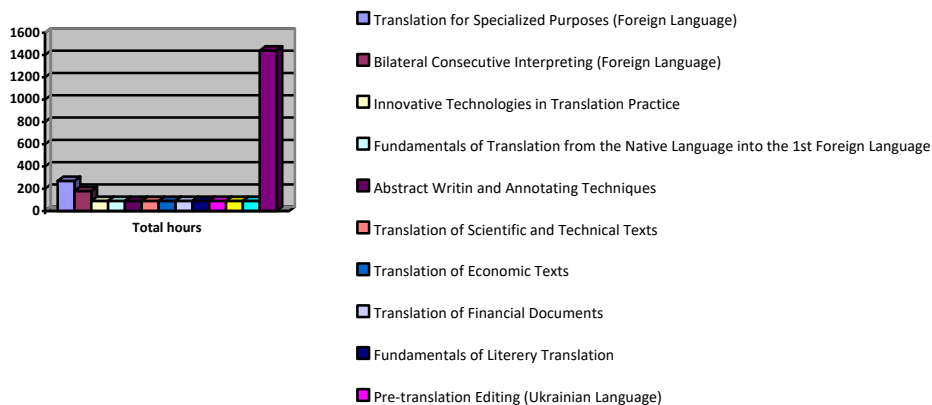 1600
1400
1200
1000
800
600
400
200
0
Total hours
Translation for Specialized Purposes (Foreign Language)
Bilateral Consecutive Interpreting (Foreign Language)
Innovative Technologies in Translation Practice
Fundamentals of Translation from the Native Language into the 1st Foreign Language
Abstract Writin and Annotating Techniques
Translation of Scientific and Technical Texts
Translation of Economic Texts
Translation of Financial Documents
Fundamentals of Literery Translation
Pre-translation Editing (Ukrainian Language)